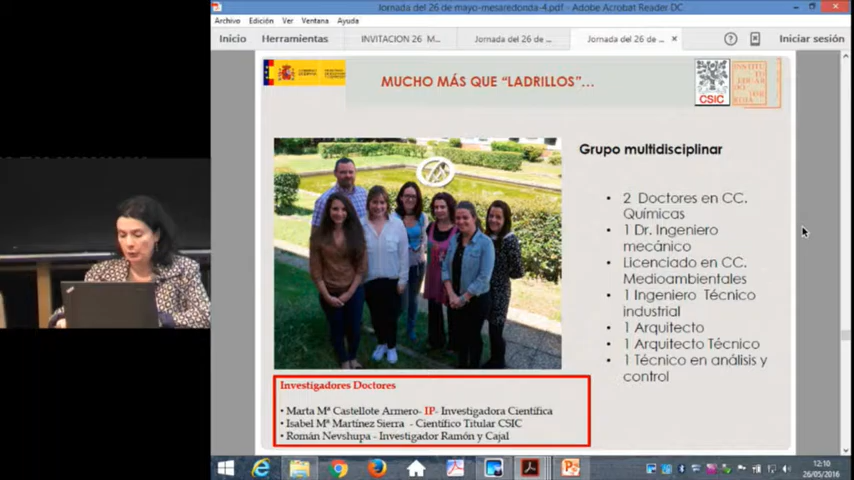 Jornada del 26 de mayo-mesaredonda-4.pdf - Adobe Acrobat Reader DC
Archivo Edición Ver Ventana Ayuda
Inicio Herramientas INVITACION 26 M... Jornada del 26 de ... Jornada del 26 de ... × Iniciar sesión
MUCHO MÁS QUE “LADRILLOS”...
CSIC
Grupo multidisciplinar
• 2 Doctores en CC.
Químicas
• 1 Dr. Ingeniero
mecánico
• Licenciado en CC.
Medioambientales
• 1 Ingeniero Técnico
industrial
• 1 Arquitecto
• 1 Arquitecto Técnico
• 1 Técnico en análisis y
control
Investigadores Doctores
• Marta Mª Castellote Armero- IP- Investigadora Científica
• Isabel Mª Martínez Sierra - Científico Titular CSIC
• Román Nevshupa - Investigador Ramón y Cajal
12:10
26/05/2016